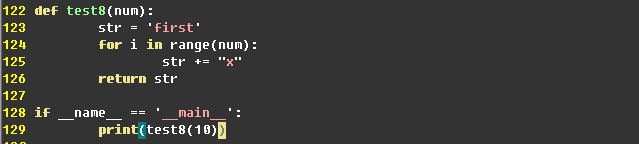 122 def test8(num):
123         str = 'first'
124         for i in range(num):
125                 str += "x"
126         return str
127
128 if __name__ == '__main__':
129         print(test8(10))